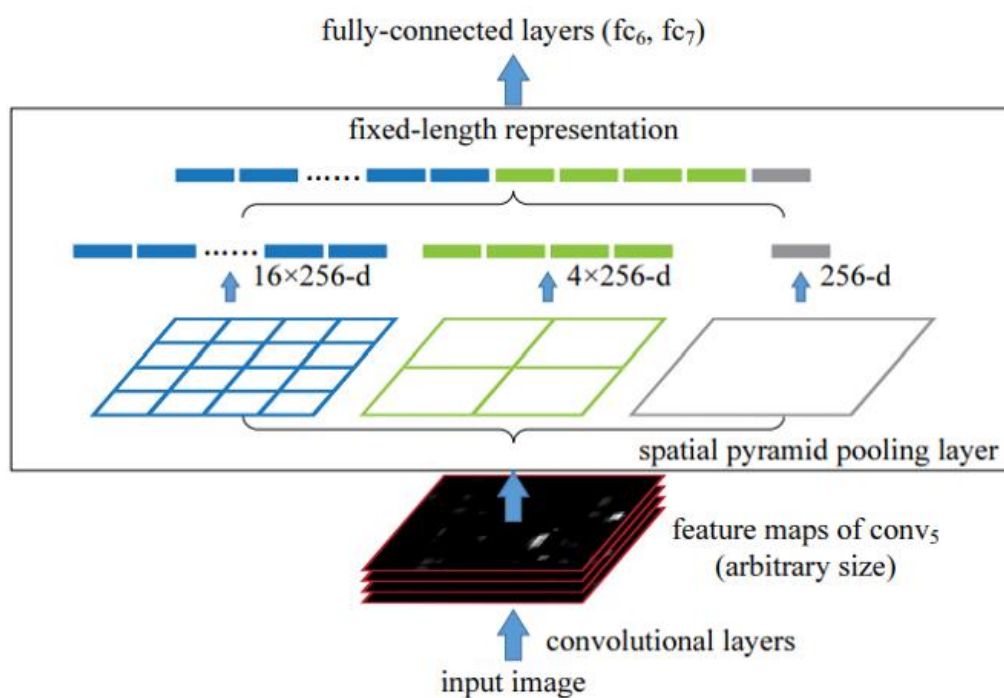 fully-connected layers (fc₆, fc₇)
fixed-length representation
......
......
16×256-d
4×256-d
256-d
spatial pyramid pooling layer
feature maps of conv₅
(arbitrary size)
convolutional layers
input image